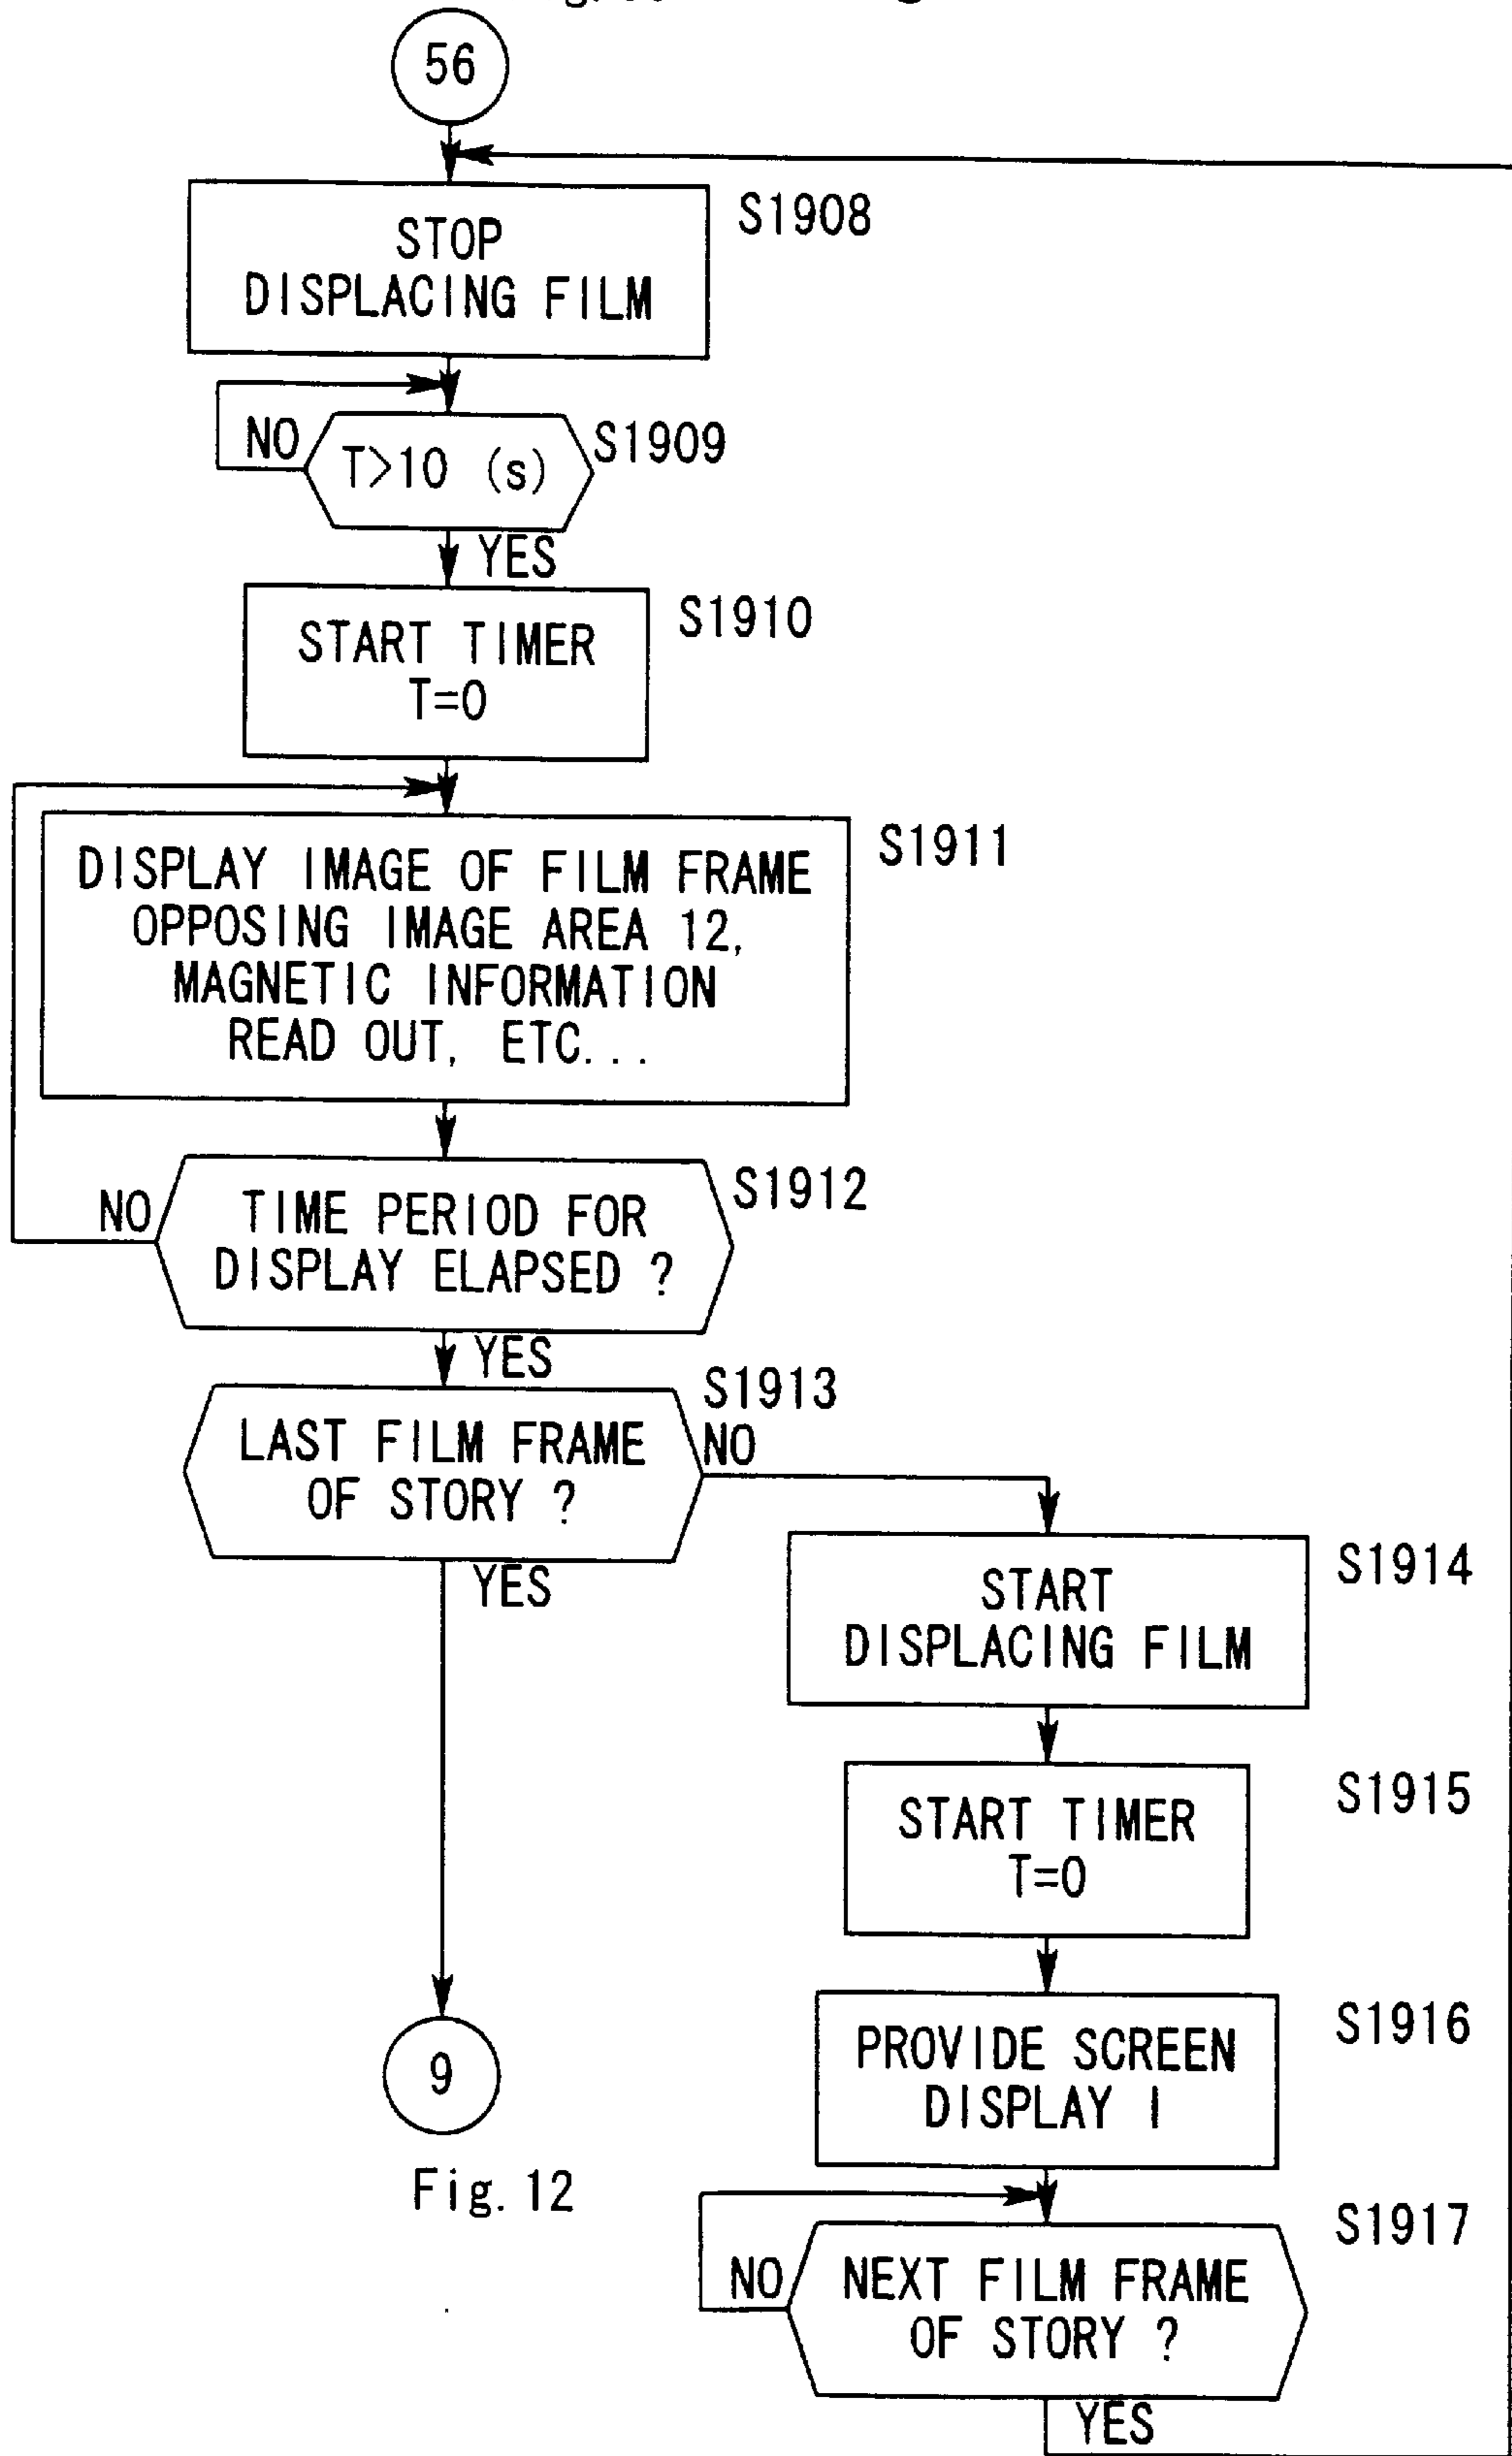 56
STOP
DISPLACING FILM
S1908
NO
T>10 (s)
S1909
YES
START TIMER
T=0
S1910
DISPLAY IMAGE OF FILM FRAME
OPPOSING IMAGE AREA 12,
MAGNETIC INFORMATION
READ OUT, ETC...
S1911
NO
TIME PERIOD FOR
DISPLAY ELAPSED ?
S1912
YES
LAST FILM FRAME
OF STORY ?
S1913
NO
YES
START
DISPLACING FILM
S1914
START TIMER
T=0
S1915
PROVIDE SCREEN
DISPLAY I
S1916
9
Fig. 12
NO
NEXT FILM FRAME
OF STORY ?
S1917
YES